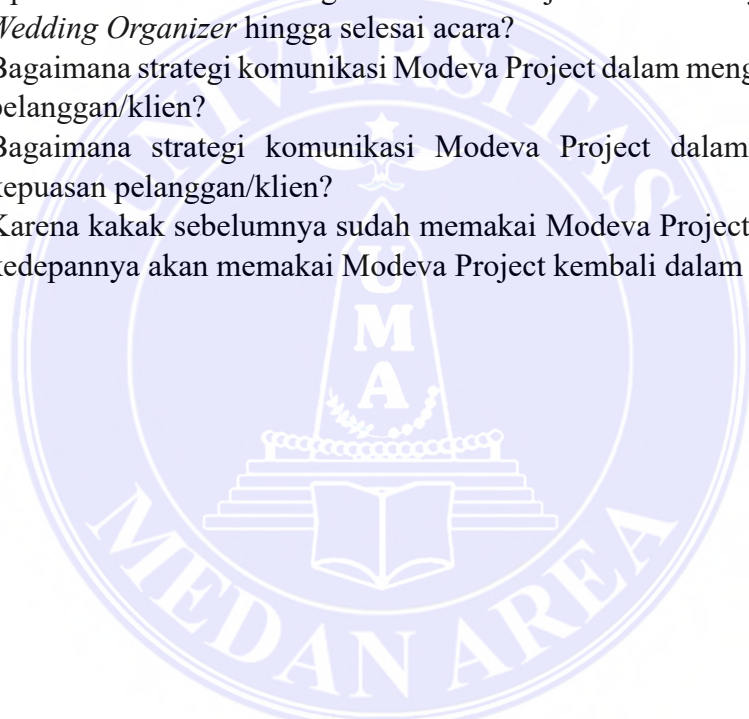 Wedding Organizer hingga selesai acara?
Bagaimana strategi komunikasi Modeva Project dalam
pelanggan/klien?
Bagaimana strategi komunikasi Modeva Project dalam
kepuasan pelanggan/klien?
Karena kakak sebelumnya sudah memakai Modeva Project
kedepannya akan memakai Modeva Project kembali dalam
UNIVERSITAS
UMA
MEDAN AREA